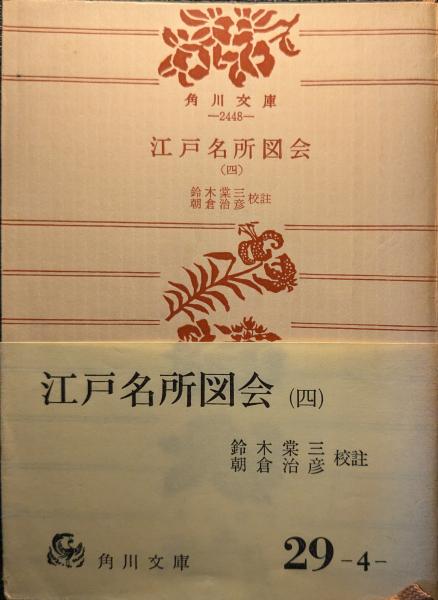 角川文庫
—2448—
江戸名所図会
(四)
鈴木棠三
朝倉治彦 校註
江戸名所図会 (四)
鈴木棠三
朝倉治彦 校註
角川文庫
29 -4-